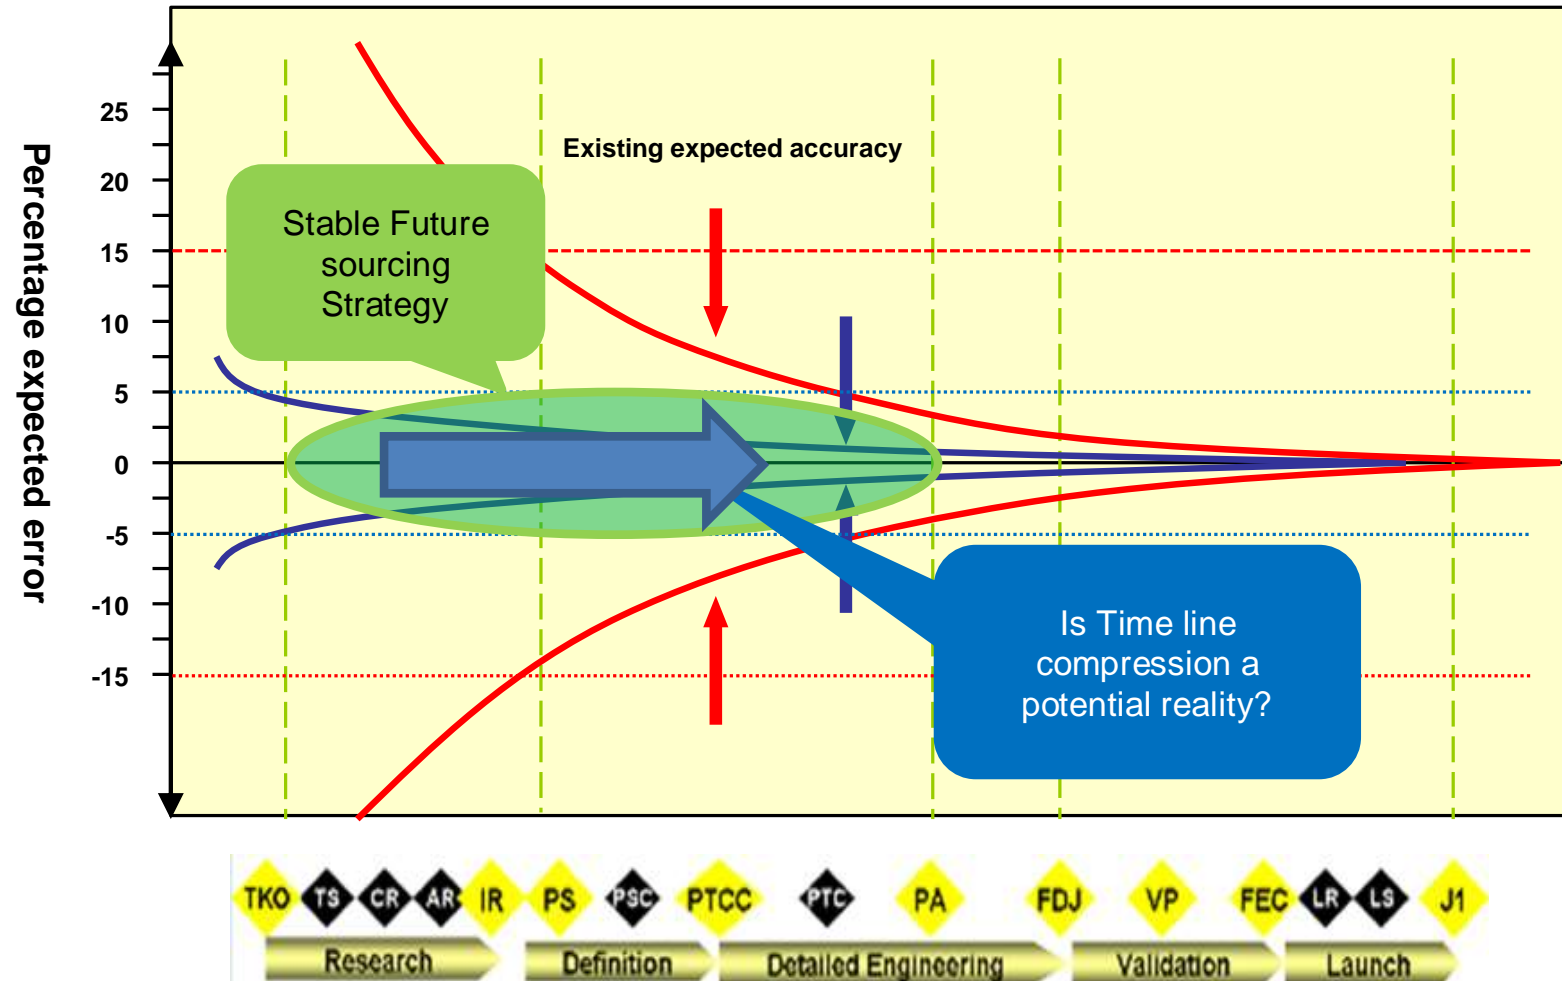 Percentage expected error
25
20
15
10
5
0
-5
-10
-15
Existing expected accuracy
Stable Future
sourcing
Strategy
Is Time line
compression a
potential reality?
TKO TS CR AR IR PS PSC PTCC PTC PA FDJ VP FEC LR LS J1
Research Definition Detailed Engineering Validation Launch